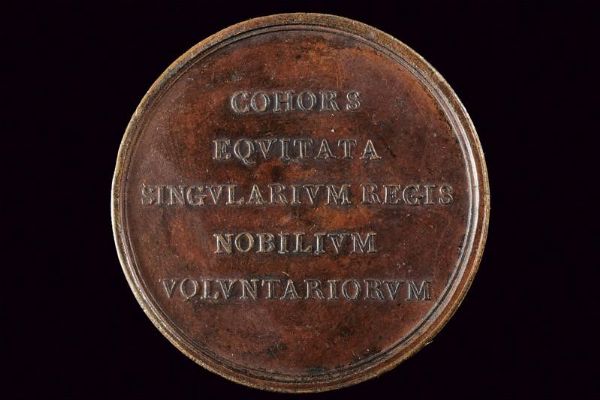 COHORS
EQVITATA
SINGVLARIVM REGIS
NOBILIVM
VOLVNTARIORVM